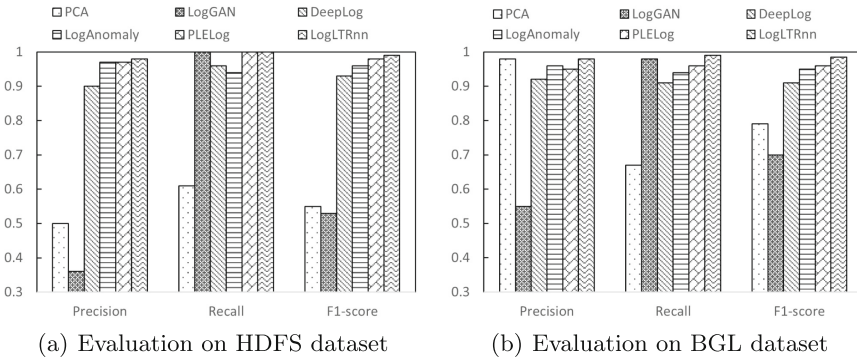 PCA LogGAN DeepLog
LogAnomaly PLELog LogLTRnn
1
0.9
0.8
0.7
0.6
0.5
0.4
0.3
Precision Recall F1-score
(a) Evaluation on HDFS dataset
PCA LogGAN DeepLog
LogAnomaly PLELog LogLTRnn
1
0.9
0.8
0.7
0.6
0.5
0.4
0.3
Precision Recall F1-score
(b) Evaluation on BGL dataset